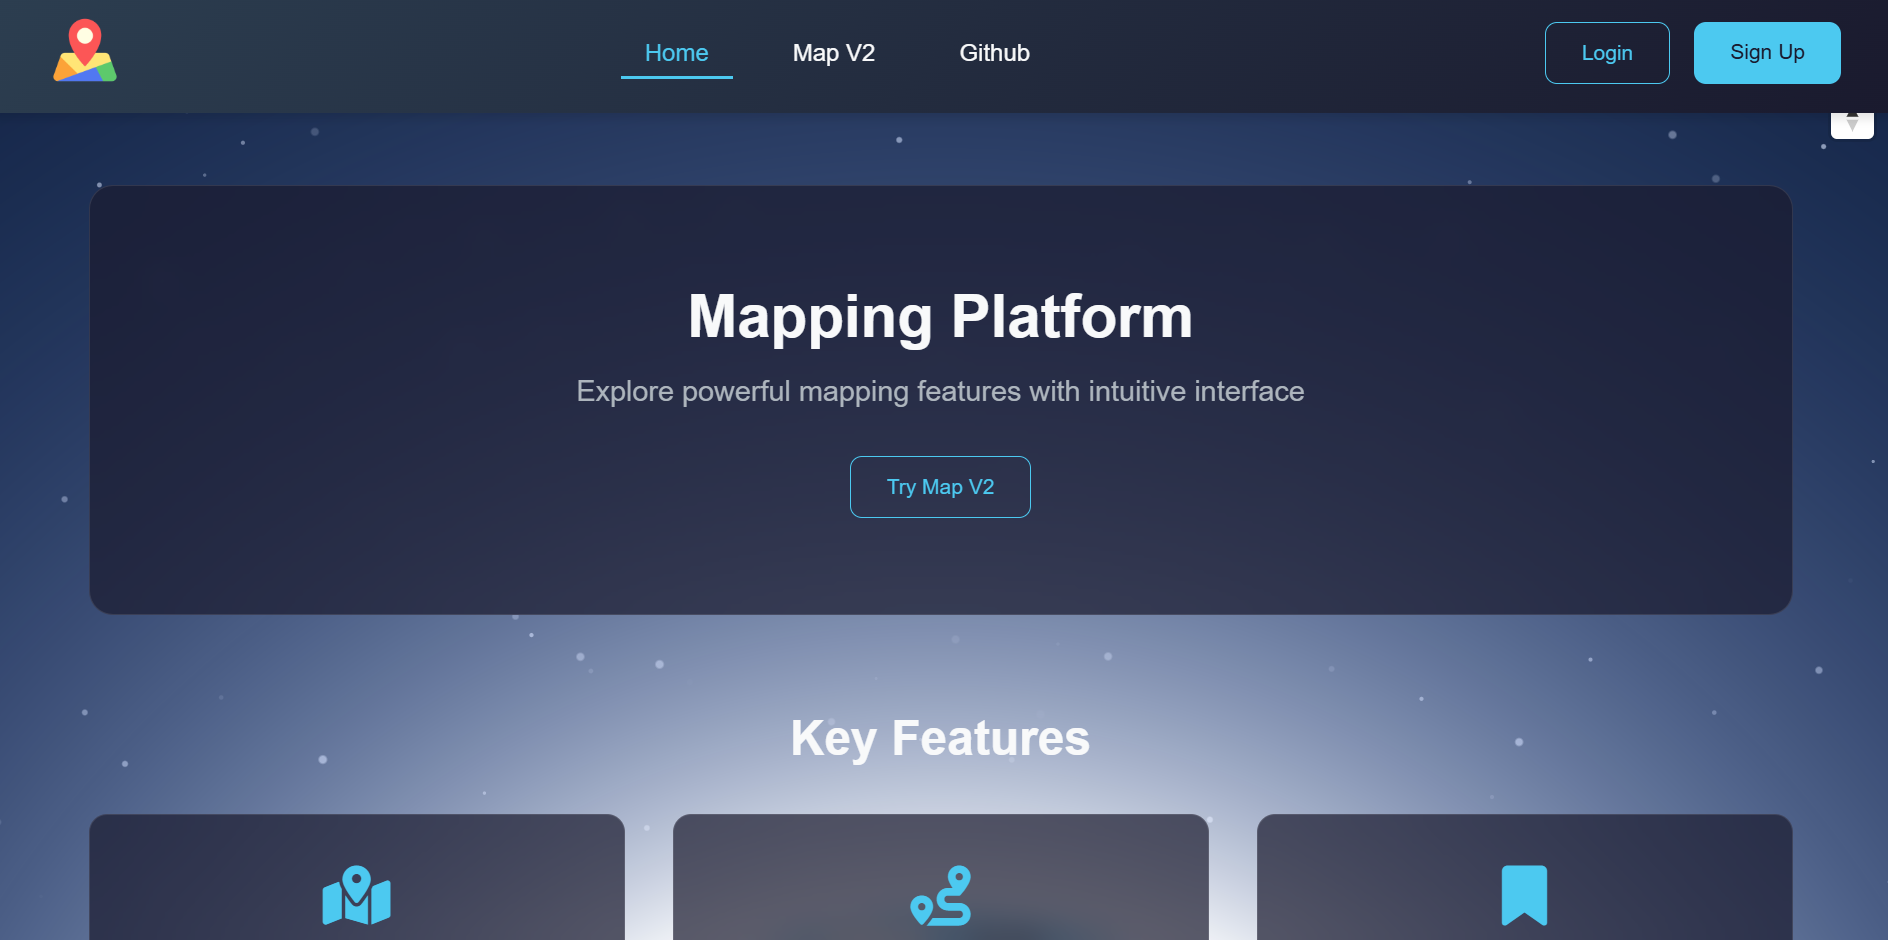 Home
Map V2
Github
Login
Sign Up
Mapping Platform
Explore powerful mapping features with intuitive interface
Try Map V2
Key Features